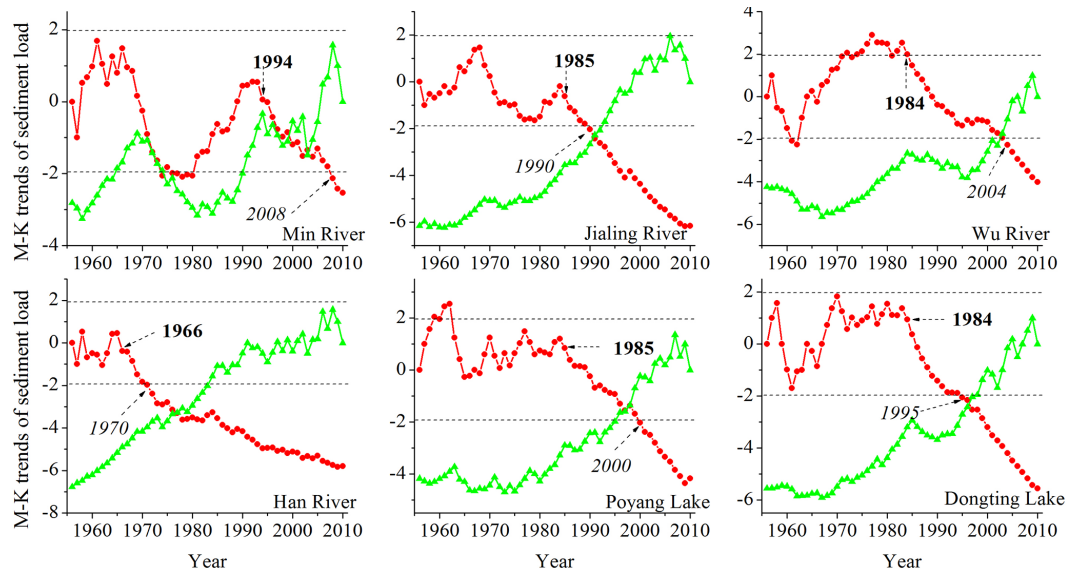 M-K trends of sediment load
2
0
-2
-4
1994
2008
Min River
1960 1970 1980 1990 2000 2010
2
0
-2
-4
-6
1985
1990
Jialing River
1960 1970 1980 1990 2000 2010
4
2
0
-2
-4
-6
1984
2004
Wu River
1960 1970 1980 1990 2000 2010
M-K trends of sediment load
2
0
-2
-4
-6
-8
1966
1970
Han River
1960 1970 1980 1990 2000 2010
Year
2
0
-2
-4
1985
2000
Poyang Lake
1960 1970 1980 1990 2000 2010
Year
2
0
-2
-4
-6
1984
1995
Dongting Lake
1960 1970 1980 1990 2000 2010
Year